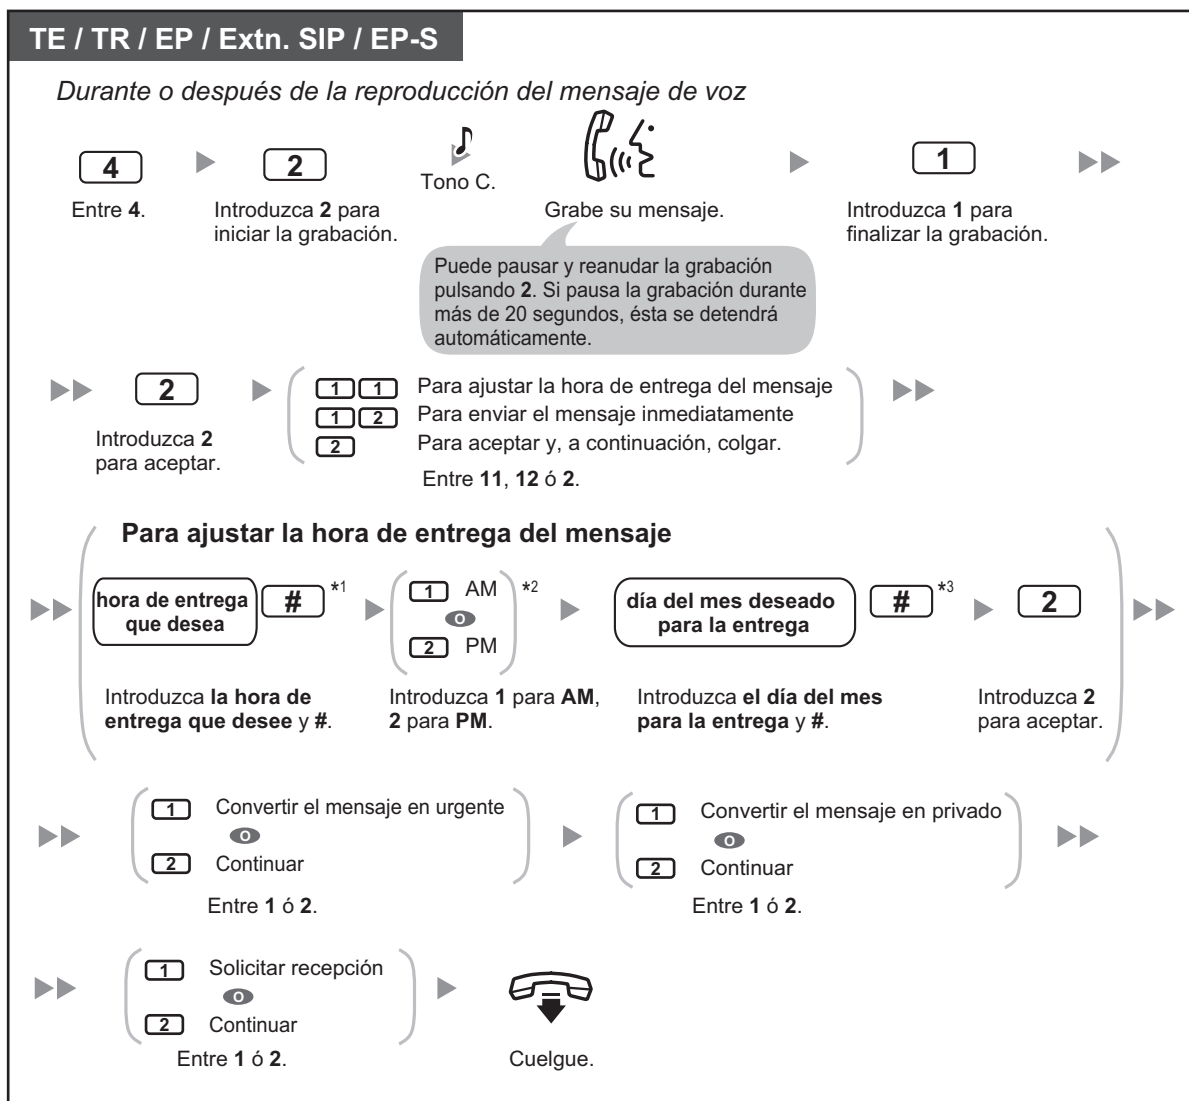 TE / TR / EP / Extn. SIP / EP-S
Durante o después de la reproducción del mensaje de voz
4
Entre 4.
2
Introduzca 2 para
iniciar la grabación.
Tono C.
Grabe su mensaje.
Puede pausar y reanudar la grabación
pulsando 2. Si pausa la grabación durante
más de 20 segundos, ésta se detendrá
automáticamente.
1
Introduzca 1 para
finalizar la grabación.
2
Introduzca 2
para aceptar.
1 1 Para ajustar la hora de entrega del mensaje
1 2 Para enviar el mensaje inmediatamente
2 Para aceptar y, a continuación, colgar.
Entre 11, 12 ó 2.
Para ajustar la hora de entrega del mensaje
hora de entrega
que desea
# *1
Introduzca la hora de
entrega que desee y #.
1 AM *2
O
2 PM
Introduzca 1 para AM,
2 para PM.
día del mes deseado
para la entrega
# *3
Introduzca el día del mes
para la entrega y #.
2
Introduzca 2
para aceptar.
1 Convertir el mensaje en urgente
O
2 Continuar
Entre 1 ó 2.
1 Convertir el mensaje en privado
O
2 Continuar
Entre 1 ó 2.
1 Solicitar recepción
O
2 Continuar
Entre 1 ó 2.
Cuelgue.